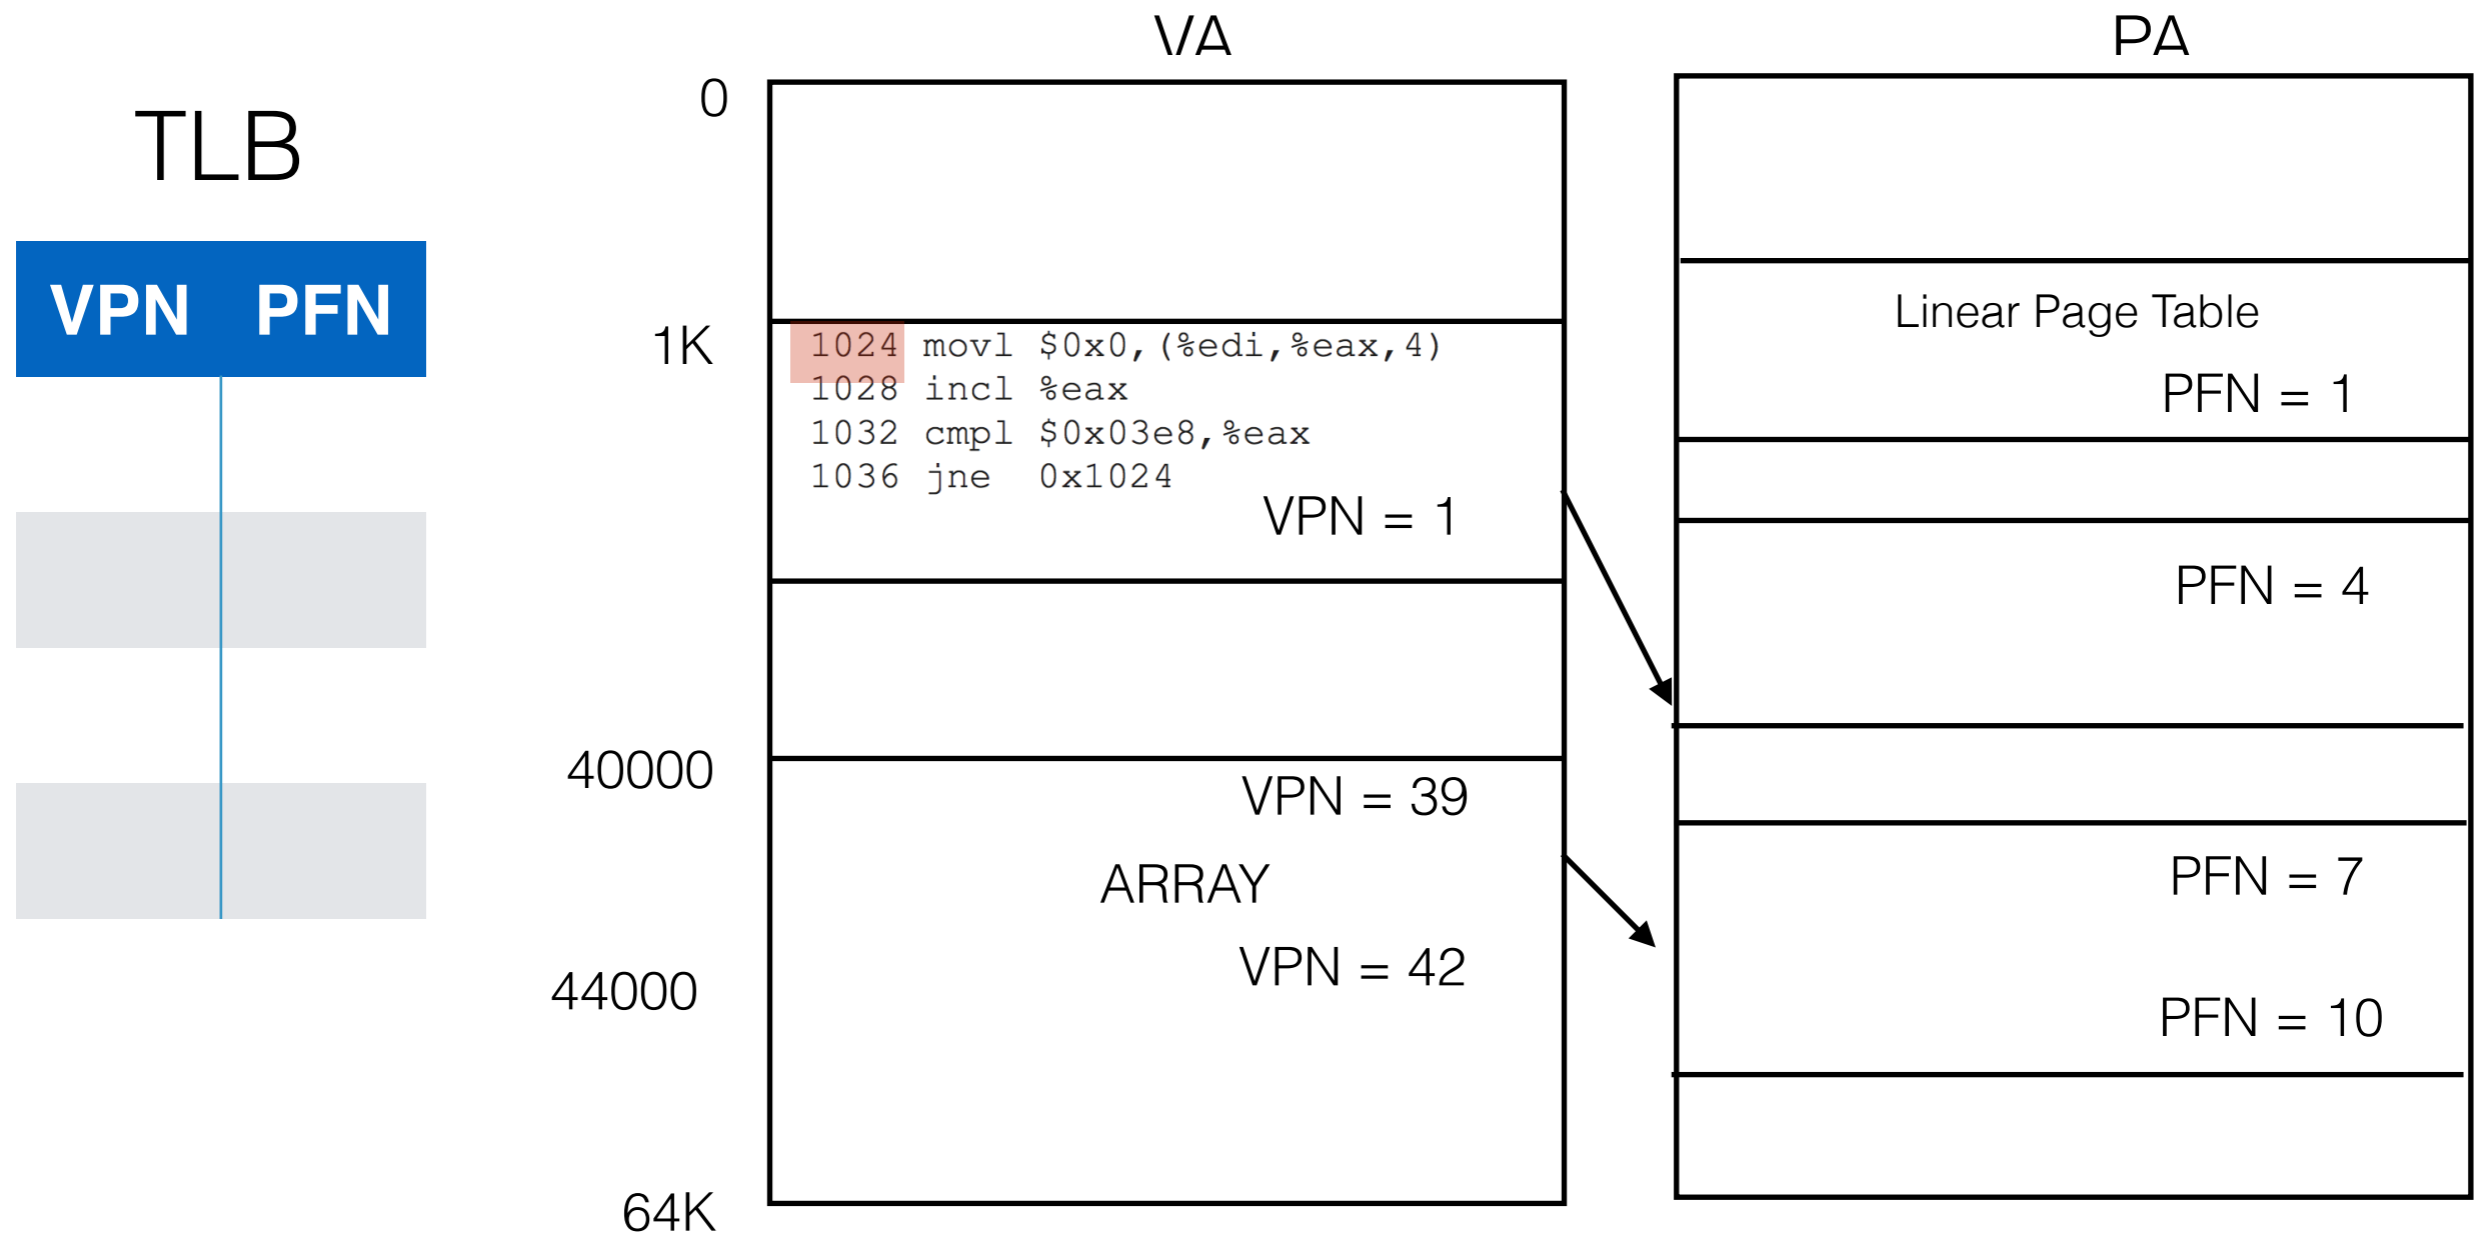 VA
PA
TLB
VPN PFN
0
1K
1024 movl $0x0,(%edi,%eax,4)
1028 incl %eax
1032 cmpl $0x03e8,%eax
1036 jne 0x1024
VPN = 1
40000
VPN = 39
ARRAY
VPN = 42
44000
64K
Linear Page Table
PFN = 1
PFN = 4
PFN = 7
PFN = 10